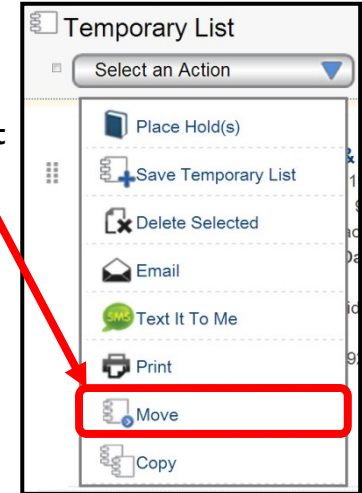 Temporary List
Select an Action
Place Hold(s)
Save Temporary List
Delete Selected
Email
SMS
Text It To Me
Print
Move
Copy